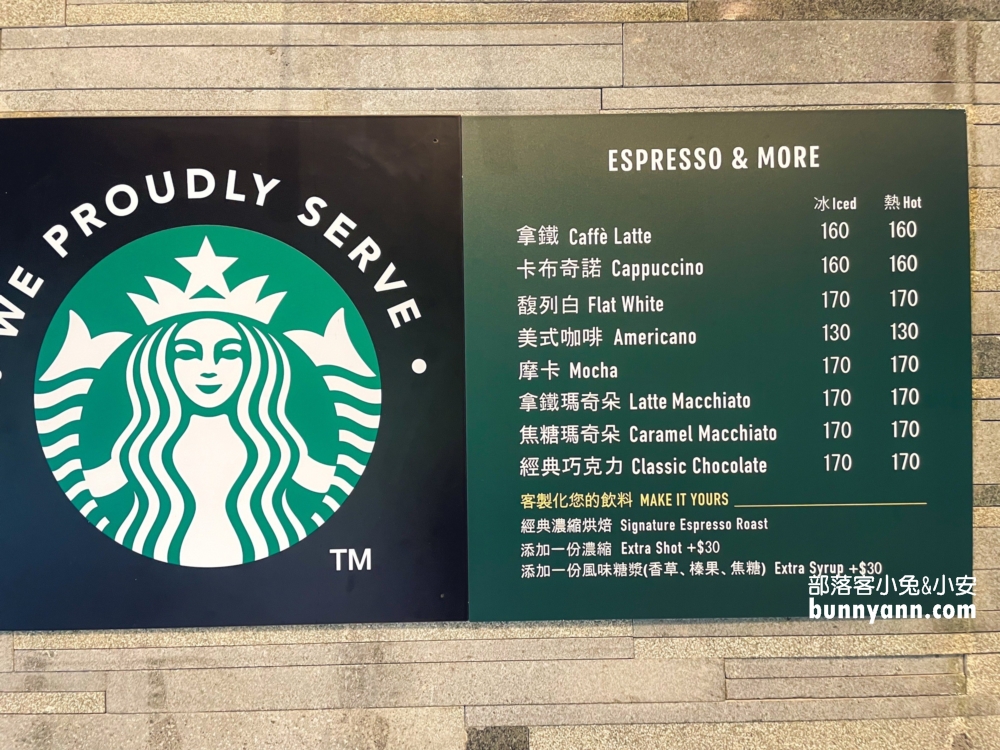 WE PROUDLY SERVE
TM
ESPRESSO & MORE
冰 Iced 熱 Hot
拿鐵 Caffè Latte 160 160
卡布奇諾 Cappuccino 160 160
馥列白 Flat White 170 170
美式咖啡 Americano 130 130
摩卡 Mocha 170 170
拿鐵瑪奇朵 Latte Macchiato 170 170
焦糖瑪奇朵 Caramel Macchiato 170 170
經典巧克力 Classic Chocolate 170 170
客製化您的飲料 MAKE IT YOURS
經典濃縮烘焙 Signature Espresso Roast
添加一份濃縮 Extra Shot +$30
添加一份風味糖漿(香草、榛果、焦糖) Extra Syrup +$30
部落客小兔&小安
bunnyann.com